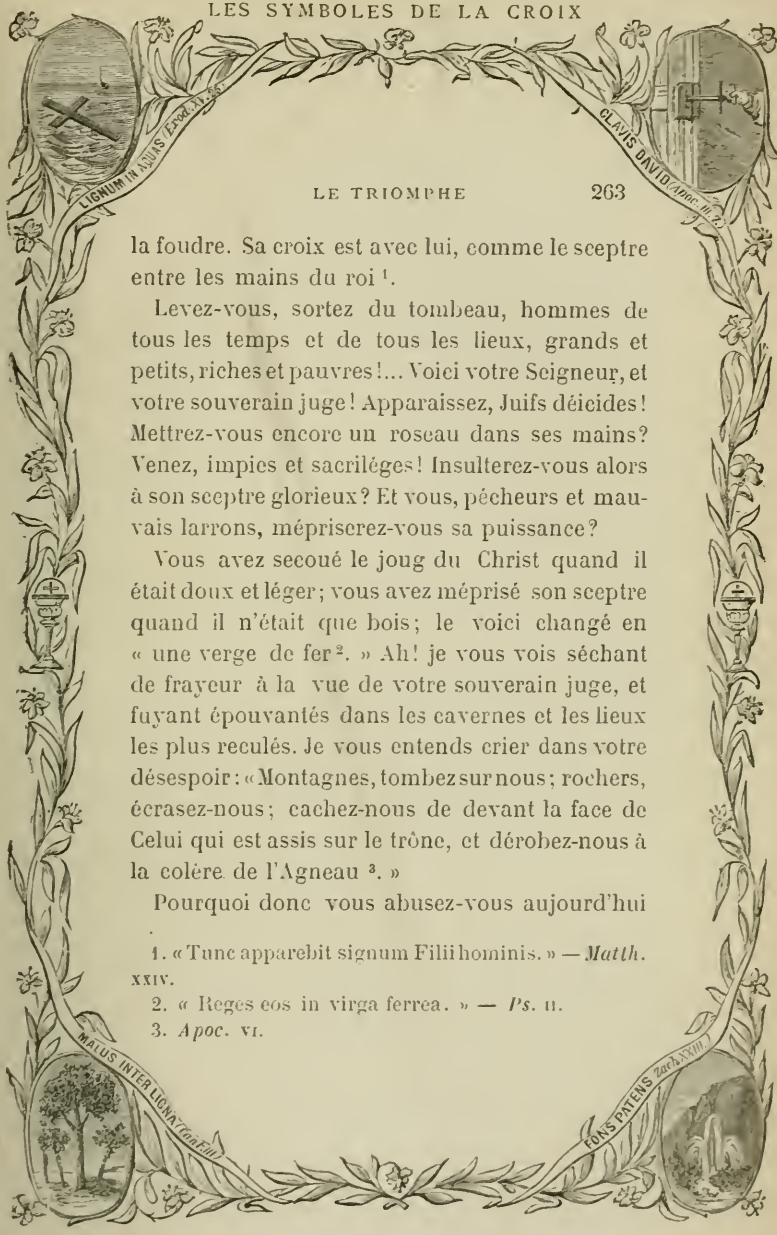 LES SYMBOLES DE LA CROIX
LIGNUM IN AQUAS (Exod. XV. 25.)
CLAVIS DAVID (Apoc. III. 7.)
LE TRIOMPHE 263
la foudre. Sa croix est avec lui, comme le sceptre
entre les mains du roi ¹.
Levez-vous, sortez du tombeau, hommes de
tous les temps et de tous les lieux, grands et
petits, riches et pauvres !... Voici votre Seigneur, et
votre souverain juge ! Apparaissez, Juifs déicides !
Mettrez-vous encore un roseau dans ses mains?
Venez, impies et sacriléges ! Insulterez-vous alors
à son sceptre glorieux? Et vous, pécheurs et mau-
vais larrons, mépriserez-vous sa puissance?
Vous avez secoué le joug du Christ quand il
était doux et léger ; vous avez méprisé son sceptre
quand il n'était que bois ; le voici changé en
« une verge de fer ². » Ah! je vous vois séchant
de frayeur à la vue de votre souverain juge, et
fuyant épouvantés dans les cavernes et les lieux
les plus reculés. Je vous entends crier dans votre
désespoir : « Montagnes, tombez sur nous ; rochers,
écrasez-nous ; cachez-nous de devant la face de
Celui qui est assis sur le trône, et dérobez-nous à
la colère de l'Agneau ³. »
Pourquoi donc vous abusez-vous aujourd'hui
1. « Tunc apparebit signum Filii hominis. » — Matth.
XXIV.
2. « Reges eos in virga ferrea. » — Ps. II.
3. Apoc. VI.
MALUS INTER LIGNA
FONS PATENS Zach. XXIII.